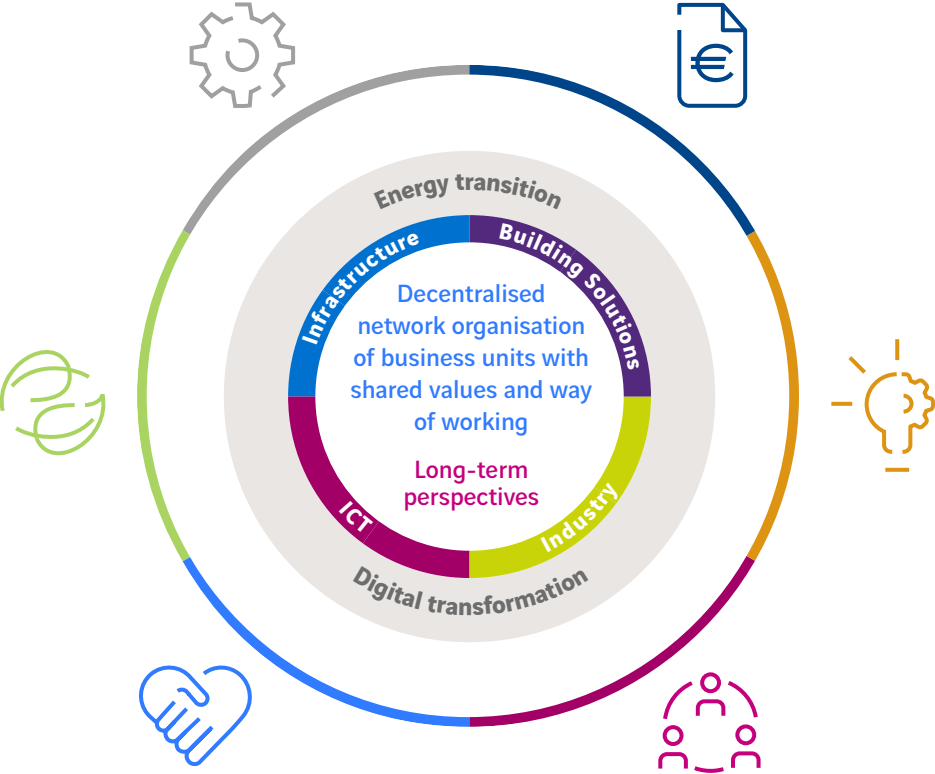 Energy transition
Infrastructure
Building Solutions
Decentralised
network organisation
of business units with
shared values and way
of working
Long-term
perspectives
ICT
Industry
Digital transformation
€